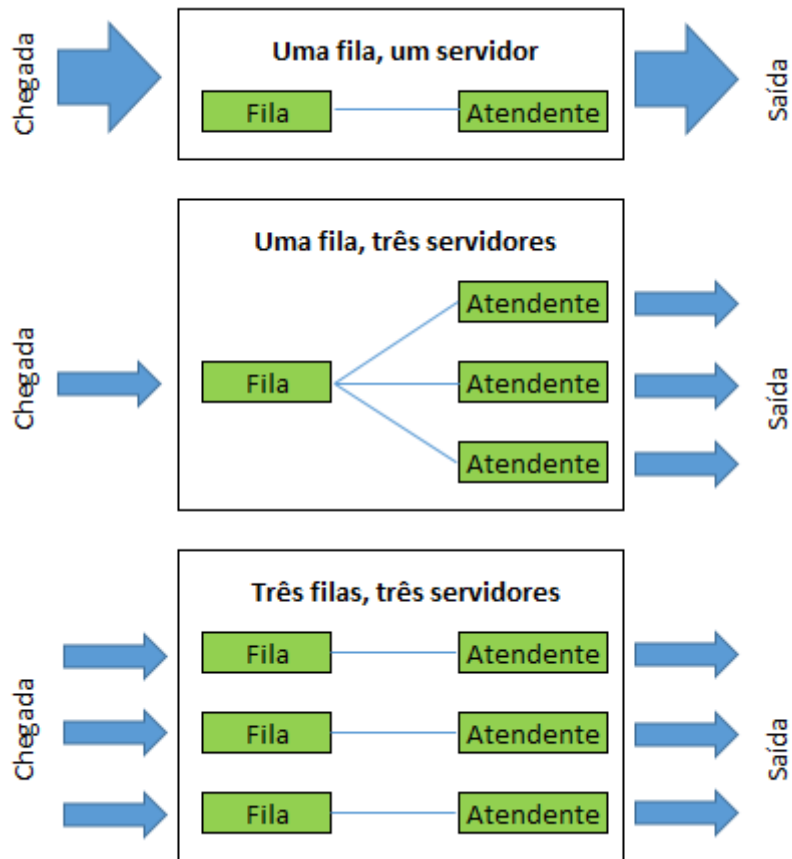 Chegada
Uma fila, um servidor
Fila
Atendente
Saída
Chegada
Uma fila, três servidores
Fila
Atendente
Atendente
Atendente
Saída
Chegada
Três filas, três servidores
Fila
Atendente
Fila
Atendente
Fila
Atendente
Saída